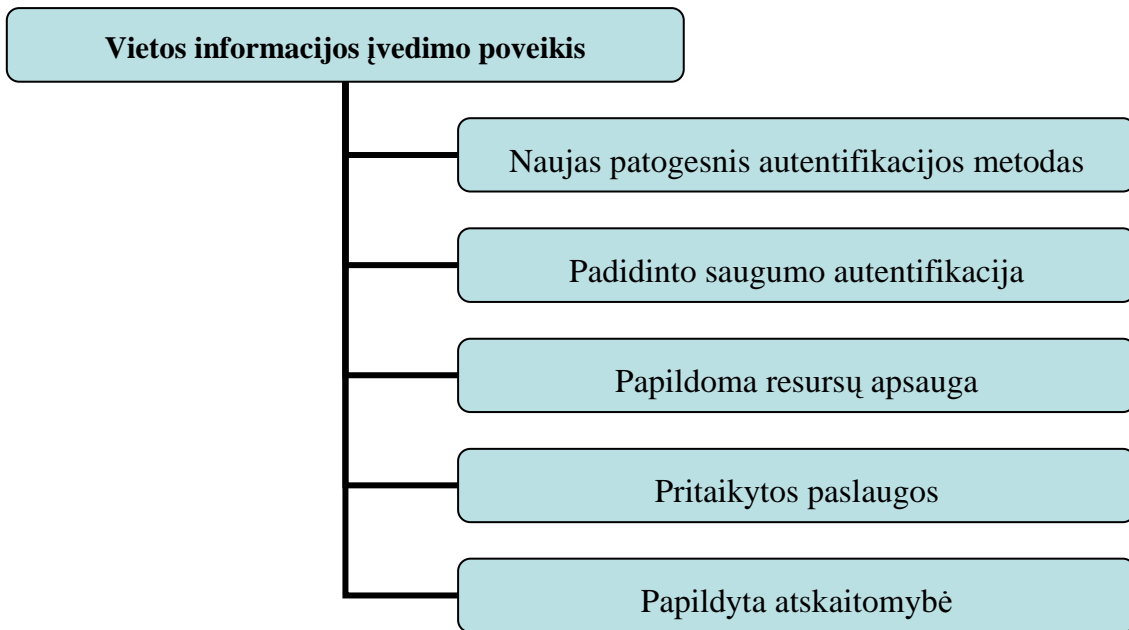 Vietos informacijos įvedimo poveikis
Naujas patogesnis autentifikacijos metodas
Padidinto saugumo autentifikacija
Papildoma resursų apsauga
Pritaikytos paslaugos
Papildyta atskaitomybė